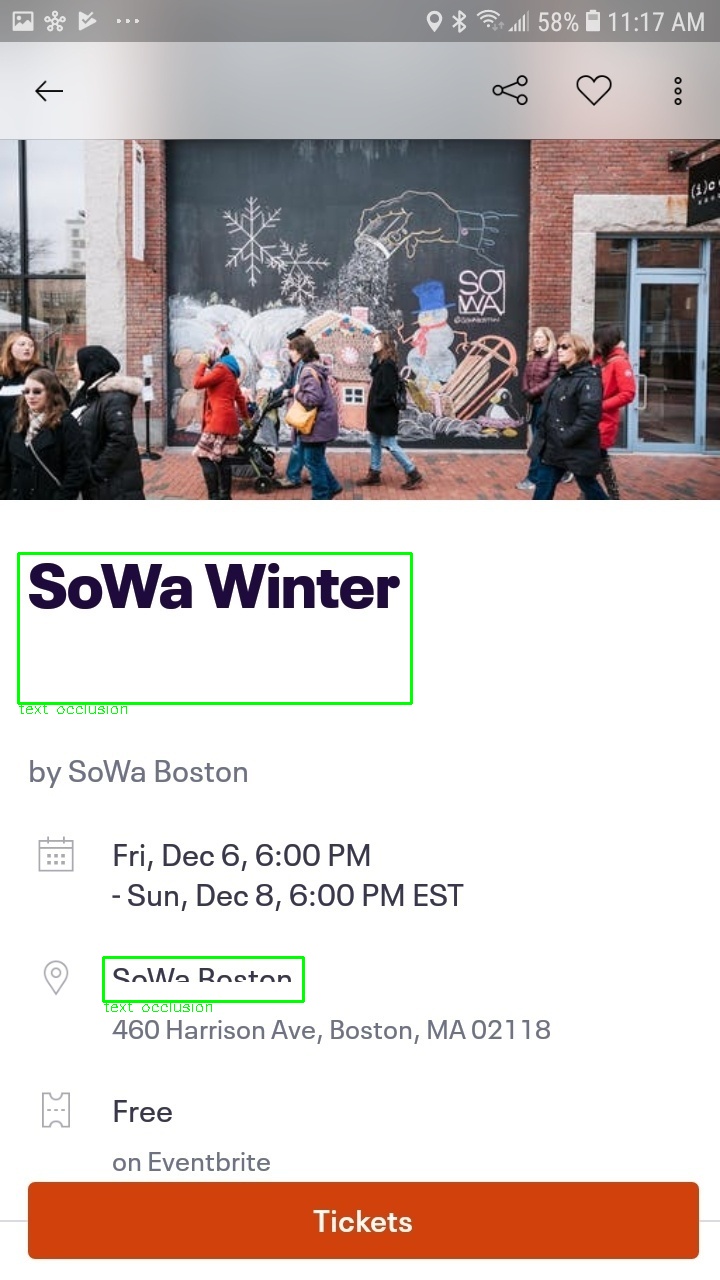 58% 11:17 AM
SO
WA
SoWa Winter
text occlusion
by SoWa Boston
Fri, Dec 6, 6:00 PM
- Sun, Dec 8, 6:00 PM EST
SoWa Boston
text occlusion
460 Harrison Ave, Boston, MA 02118
Free
on Eventbrite
Tickets